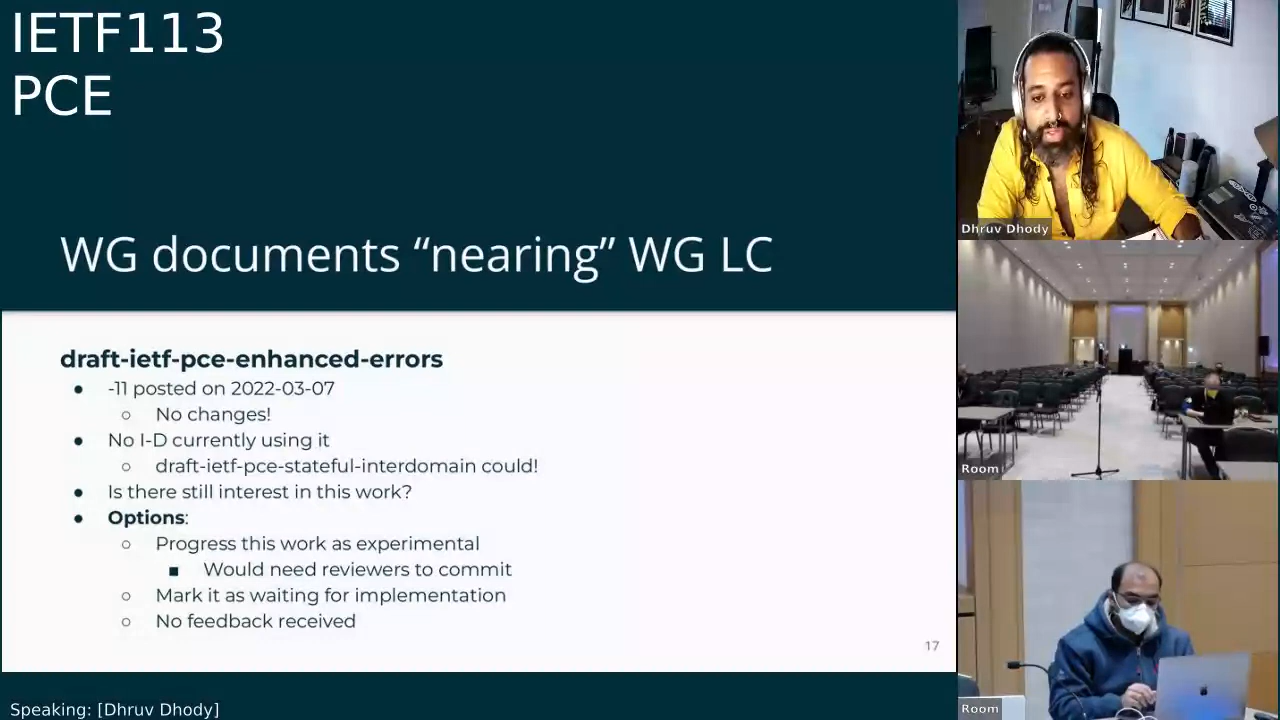 IETF113
PCE
WG documents “nearing” WG LC
draft-ietf-pce-enhanced-errors
● -11 posted on 2022-03-07
○ No changes!
● No I-D currently using it
○ draft-ietf-pce-stateful-interdomain could!
● Is there still interest in this work?
● Options:
○ Progress this work as experimental
■ Would need reviewers to commit
○ Mark it as waiting for implementation
○ No feedback received
17
Speaking: [Dhruv Dhody]
Dhruv Dhody
Room
Room